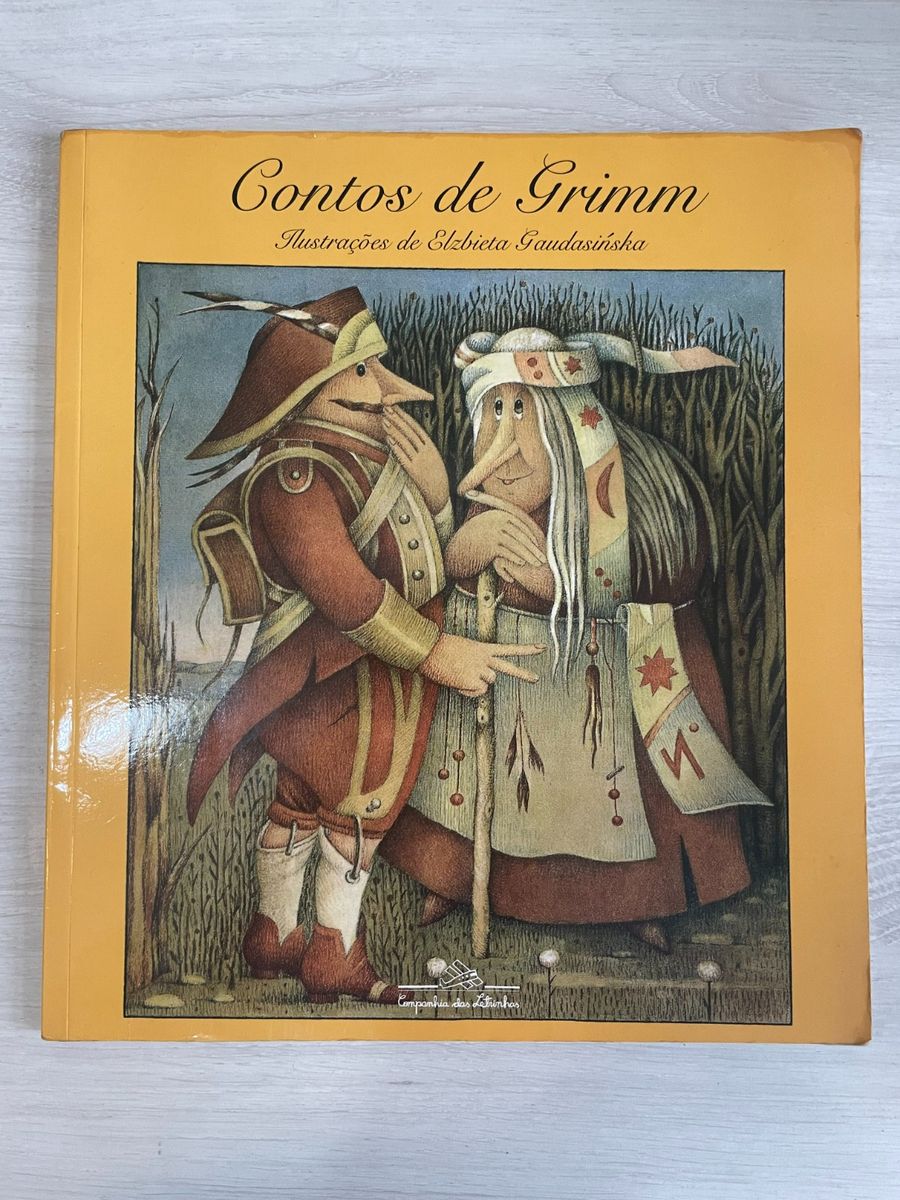 Contos de Grimm
Ilustrações de Elzbieta Gaudasińska
Companhia das Letrinhas